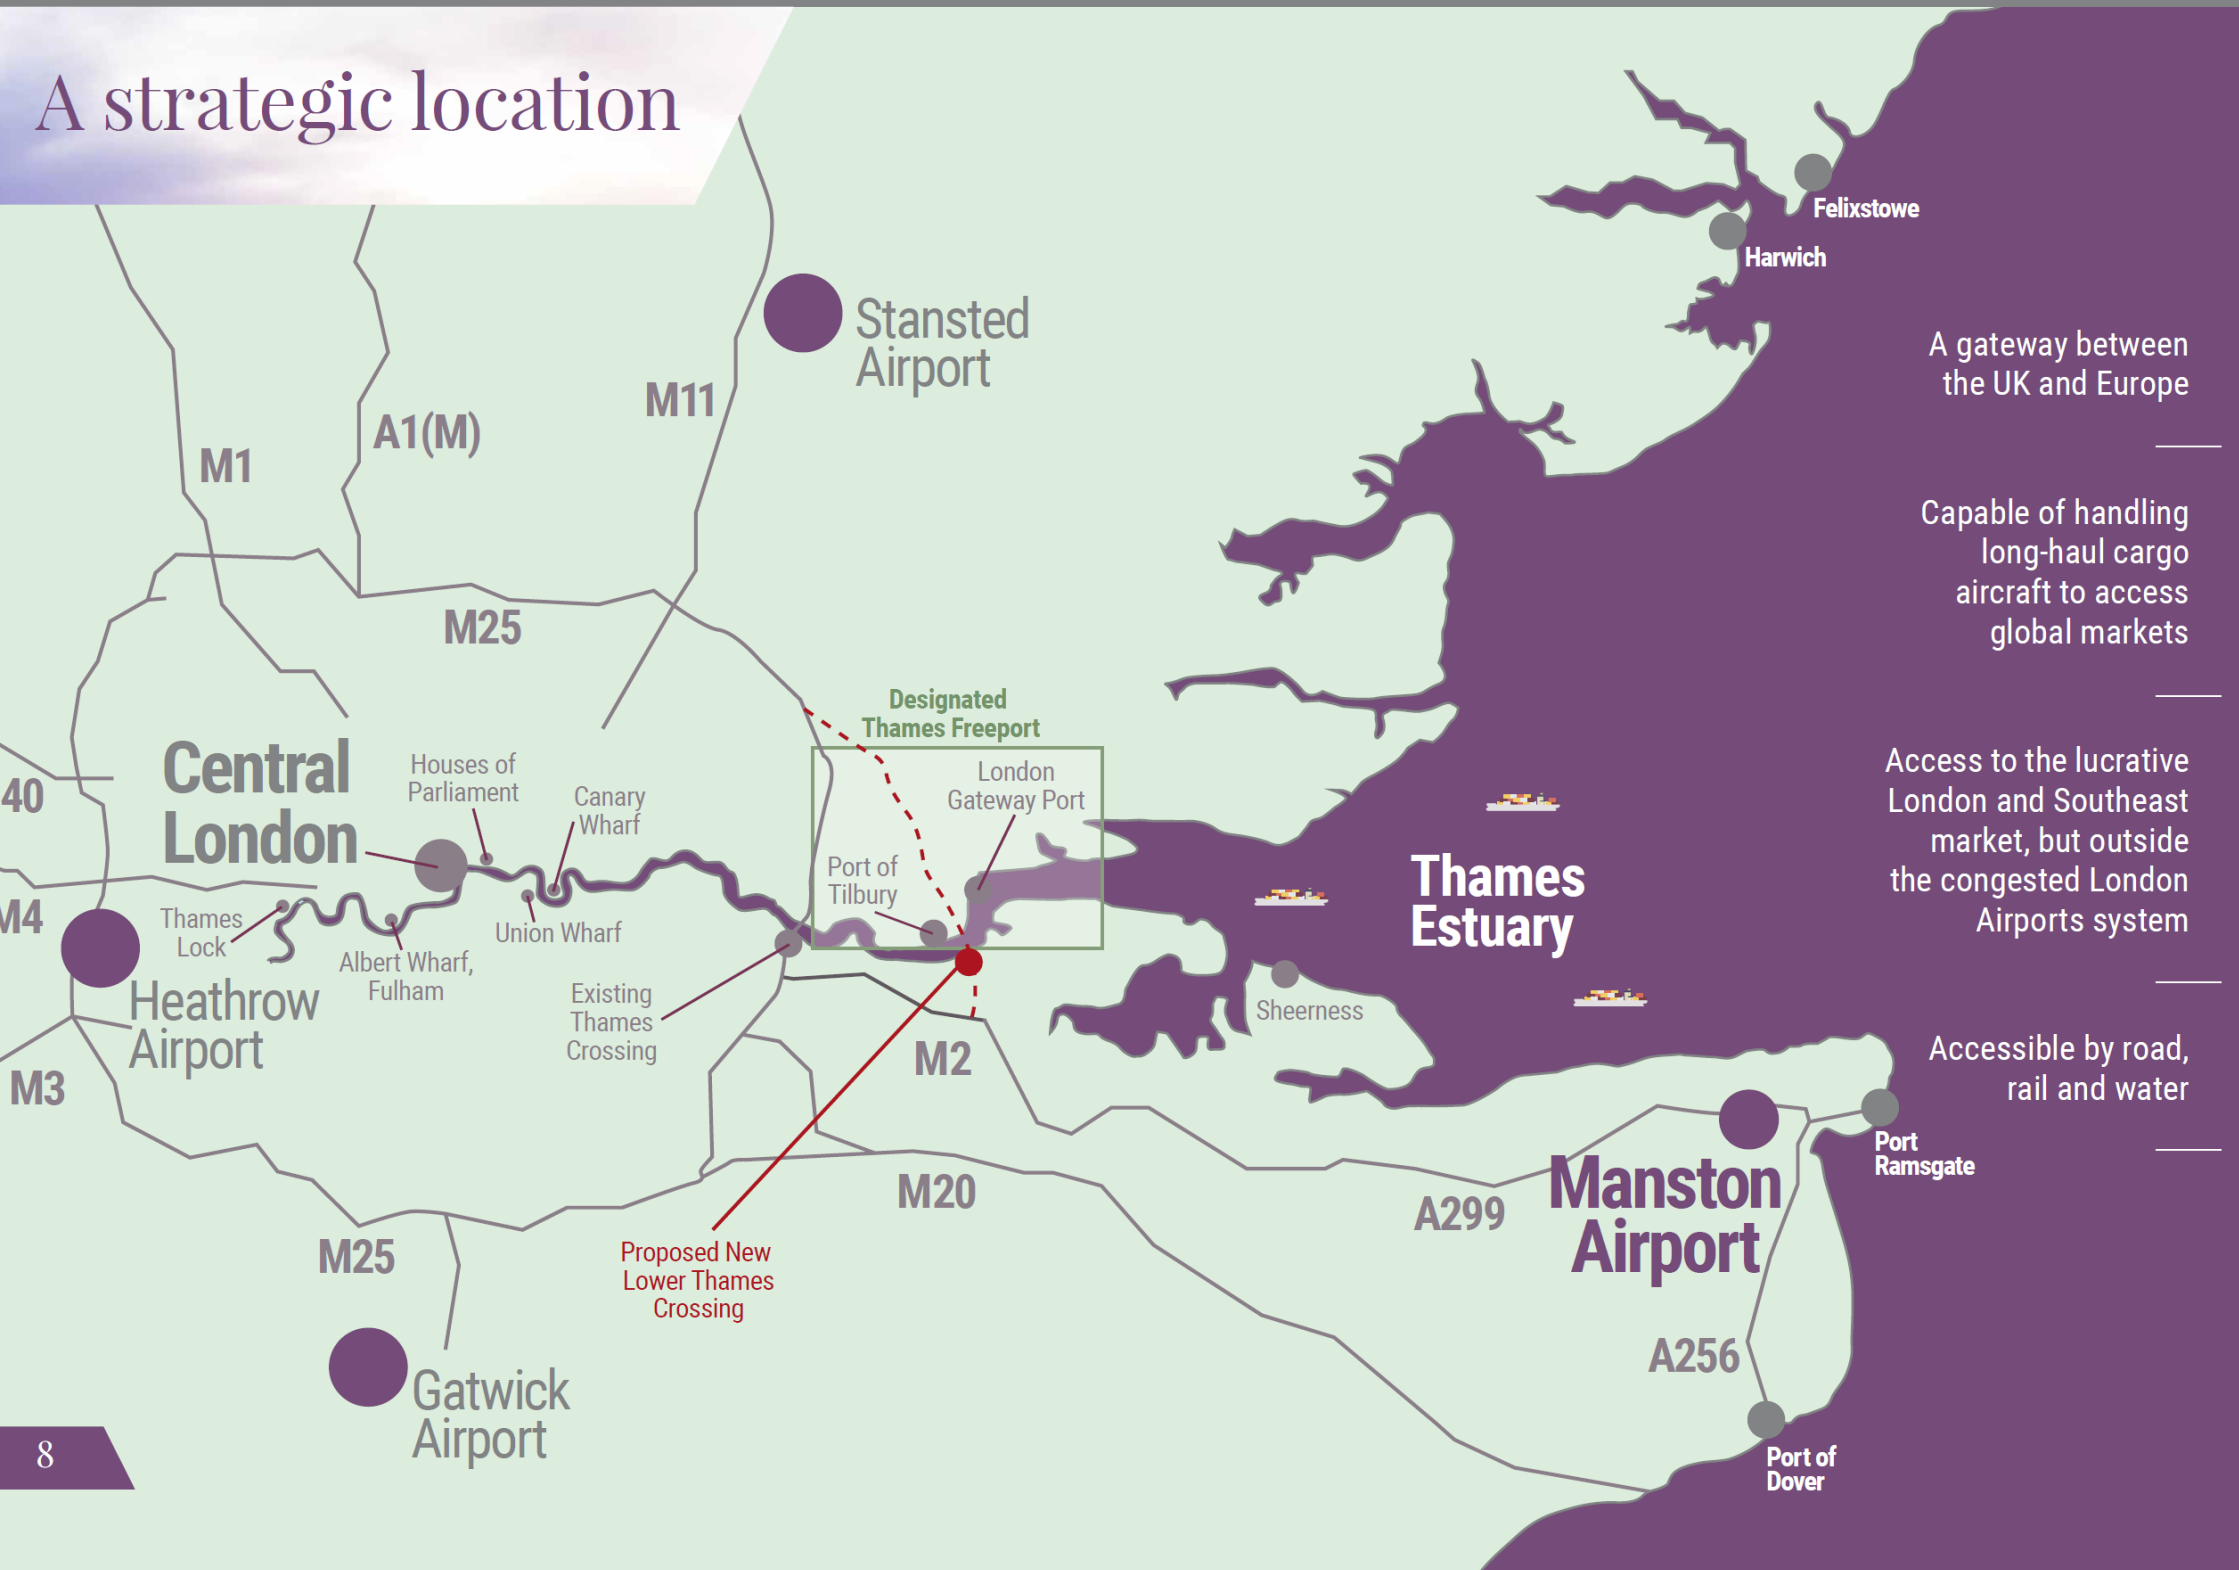 A strategic location
Felixstowe
Harwich
Stansted
Airport
A gateway between
the UK and Europe
M11
A1(M)
M1
Capable of handling
long-haul cargo
aircraft to access
global markets
M25
Designated
Thames Freeport
Central
London
Houses of
Parliament
Canary
Wharf
London
Gateway Port
40
Port of
Tilbury
Access to the lucrative
London and Southeast
market, but outside
the congested London
Airports system
Thames
Estuary
M4
Thames
Lock
Albert Wharf,
Fulham
Union Wharf
Existing
Thames
Crossing
Sheerness
Heathrow
Airport
M3
M2
Accessible by road,
rail and water
Port
Ramsgate
Manston
Airport
M20
A299
M25
Proposed New
Lower Thames
Crossing
A256
Gatwick
Airport
Port of
Dover
8